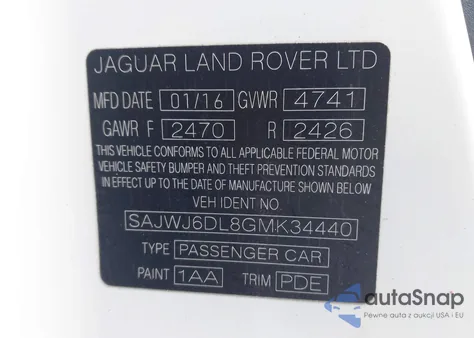 JAGUAR LAND ROVER LTD
MFD DATE 01/16 GVWR 4741
GAWR F 2470 R 2426
THIS VEHICLE CONFORMS TO ALL APPLICABLE FEDERAL MOTOR
VEHICLE SAFETY BUMPER AND THEFT PREVENTION STANDARDS
IN EFFECT UP TO THE DATE OF MANUFACTURE SHOWN BELOW
VEH IDENT NO.
SAJWJ6DL8GMK34440
TYPE PASSENGER CAR
PAINT 1AA TRIM PDE
autoSnap
Pewne auta z aukcji USA i EU